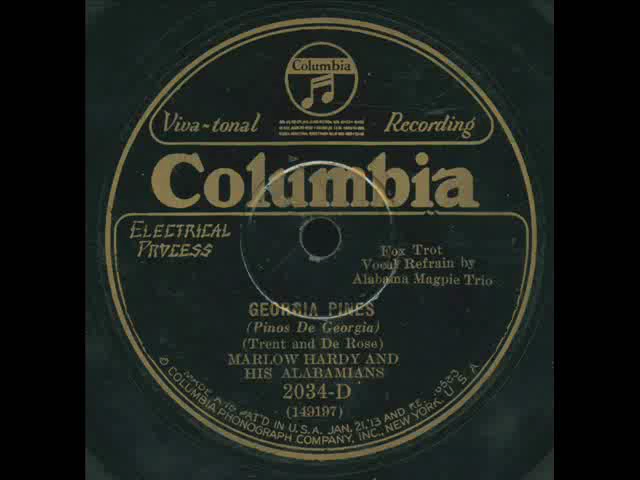 Columbia
Viva-tonal Recording
Columbia
ELECTRICAL
PROCESS
Fox Trot
Vocal Refrain by
Alabama Magpie Trio
GEORGIA PINES
(Pinos De Georgia)
(Trent and De Rose)
MARLOW HARDY AND
HIS ALABAMIANS
2034-D
(149197)
MADE AND PAT'D IN U.S.A. JAN. 21,'13 AND RE.
COLUMBIA PHONOGRAPH COMPANY, INC., NEW YORK, U.S.A.